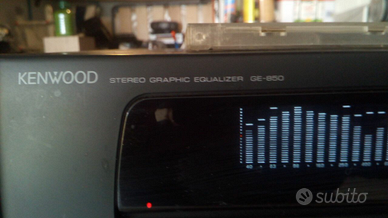 KENWOOD STEREO GRAPHIC EQUALIZER GE-850
subito